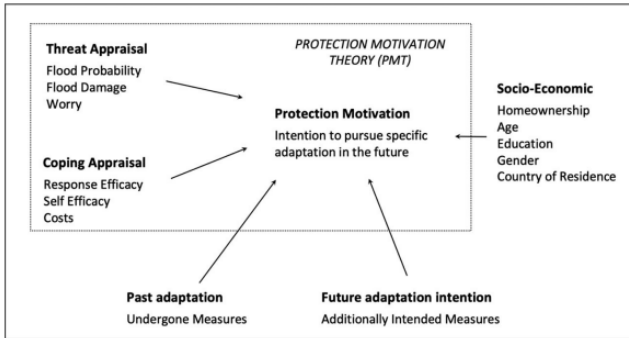 Threat Appraisal
Flood Probability
Flood Damage
Worry
PROTECTION MOTIVATION
THEORY (PMT)
Protection Motivation
Intention to pursue specific
adaptation in the future
Socio-Economic
Homeownership
Age
Education
Gender
Country of Residence
Coping Appraisal
Response Efficacy
Self Efficacy
Costs
Past adaptation
Undergone Measures
Future adaptation intention
Additionally Intended Measures